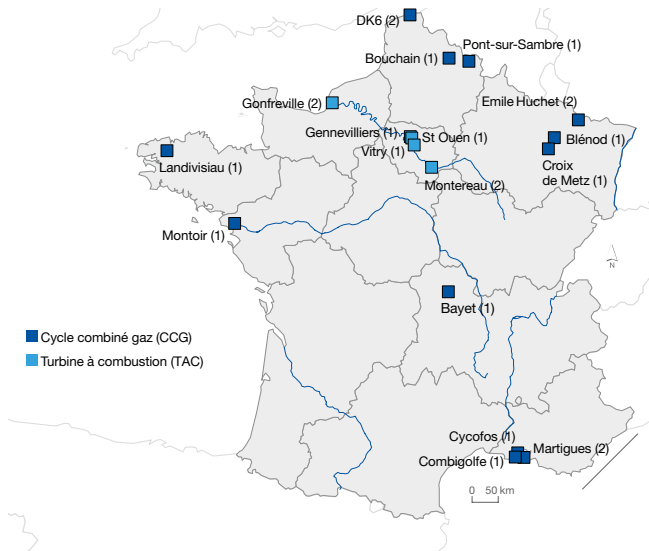 DK6 (2)
Pont-sur-Sambre (1)
Bouchain (1)
Gonfreville (2)
Emile Huchet (2)
Gennevilliers (1)
St Ouen (1)
Blénod (1)
Vitry (1)
Landivisiau (1)
Croix
de Metz (1)
Montereau (2)
Montoir (1)
N
Bayet (1)
Cycle combiné gaz (CCG)
Turbine à combustion (TAC)
Cycofos (1)
Martigues (2)
Combigolfe (1)
0 50 km